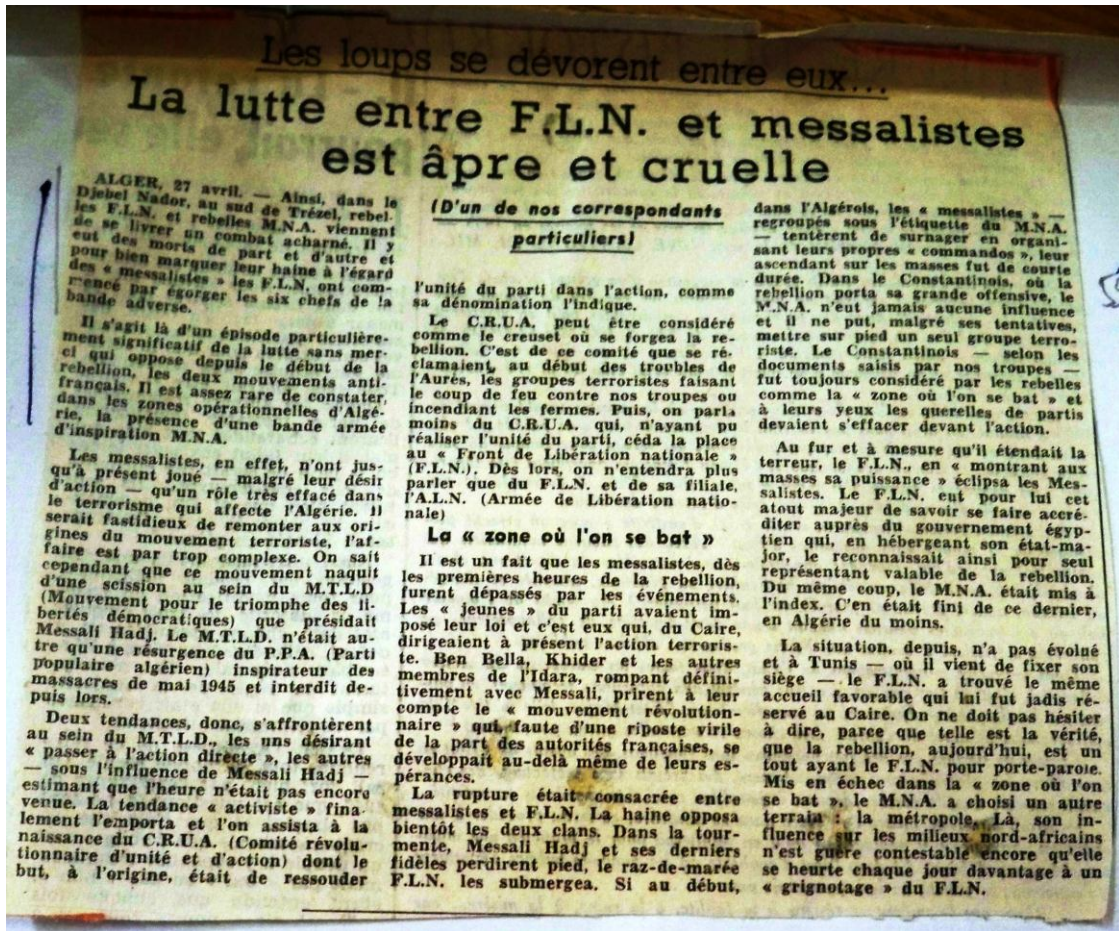 Les loups se dévorent entre eux...
La lutte entre F.L.N. et messalistes
est âpre et cruelle
ALGER, 27 avril. — Ainsi, dans le
Djebel Nador, au sud de Trézel, rebel-
les F.L.N. et rebelles M.N.A. viennent
de se livrer un combat acharné. Il y
eut des morts de part et d'autre et
pour bien marquer leur haine à l'égard
des « messalistes » les F.L.N. ont com-
mencé par égorger les six chefs de la
bande adverse.
Il s'agit là d'un épisode particulière-
ment significatif de la lutte sans mer-
ci qui oppose depuis le début de la
rébellion, les deux mouvements anti-
français. Il est assez rare de constater,
dans les zones opérationnelles d'Algé-
rie, la présence d'une bande armée
d'inspiration M.N.A.
Les messalistes, en effet, n'ont jus-
qu'à présent joué — malgré leur désir
d'action — qu'un rôle très effacé dans
le terrorisme qui affecte l'Algérie. Il
serait fastidieux de remonter aux ori-
gines du mouvement terroriste, l'af-
faire est par trop complexe. On sait
cependant que ce mouvement naquit
d'une scission au sein du M.T.L.D
(Mouvement pour le triomphe des li-
bertés démocratiques) que présidait
Messali Hadj. Le M.T.L.D. n'était au-
tre qu'une résurgence du P.P.A. (Parti
populaire algérien) inspirateur des
massacres de mai 1945 et interdit de-
puis lors.
Deux tendances, donc, s'affrontèrent
au sein du M.T.L.D., les uns désirant
« passer à l'action directe », les autres
— sous l'influence de Messali Hadj —
estimant que l'heure n'était pas encore
venue. La tendance « activiste » fina-
lement l'emporta et l'on assista à la
naissance du C.R.U.A. (Comité révolu-
tionnaire d'unité et d'action) dont le
but, à l'origine, était de ressouder
(D'un de nos correspondants
particuliers)
l'unité du parti dans l'action, comme
sa dénomination l'indique.
Le C.R.U.A. peut être considéré
comme le creuset où se forgea la re-
bellion. C'est de ce comité que se ré-
clamaient, au début des troubles de
l'Aurès, les groupes terroristes faisant
le coup de feu contre nos troupes ou
incendiant les fermes. Puis, on parla
moins du C.R.U.A. qui, n'ayant pu
réaliser l'unité du parti, céda la place
au « Front de Libération nationale »
(F.L.N.). Dès lors, on n'entendra plus
parler que du F.L.N. et de sa filiale,
l'A.L.N. (Armée de Libération natio-
nale)
La « zone où l'on se bat »
Il est un fait que les messalistes, dès
les premières heures de la rebellion,
furent dépassés par les événements.
Les « jeunes » du parti avaient im-
posé leur loi et c'est eux qui, du Caire,
dirigeaient à présent l'action terroris-
te. Ben Bella, Khider et les autres
membres de l'Idara, rompant défini-
tivement avec Messali, prirent à leur
compte le « mouvement révolution-
naire » qui, faute d'une riposte virile
de la part des autorités françaises, se
développait au-delà même de leurs es-
pérances.
La rupture était consacrée entre
messalistes et F.L.N. La haine opposa
bientôt les deux clans. Dans la tour-
mente, Messali Hadj et ses derniers
fidèles perdirent pied, le raz-de-marée
F.L.N. les submergea. Si au début,
dans l'Algérois, les « messalistes » —
regroupés sous l'étiquette du M.N.A.
— tentèrent de surnager en organi-
sant leurs propres « commandos », leur
ascendant sur les masses fut de courte
durée. Dans le Constantinois, où la
rebellion porta sa grande offensive, le
M.N.A. n'eut jamais aucune influence
et il ne put, malgré ses tentatives,
mettre sur pied un seul groupe terro-
riste. Le Constantinois — selon les
documents saisis par nos troupes —
fut toujours considéré par les rebelles
comme la « zone où l'on se bat » et
à leurs yeux les querelles de partis
devaient s'effacer devant l'action.
Au fur et à mesure qu'il étendait la
terreur, le F.L.N., en « montrant aux
masses sa puissance » éclipsa les Mes-
salistes. Le F.L.N. eut pour lui cet
atout majeur de savoir se faire accré-
diter auprès du gouvernement égyp-
tien qui, en hébergeant son état-ma-
jor, le reconnaissait ainsi pour seul
représentant valable de la rebellion.
Du même coup, le M.N.A. était mis à
l'index. C'en était fini de ce dernier,
en Algérie du moins.
La situation, depuis, n'a pas évolué
et à Tunis — où il vient de fixer son
siège — le F.L.N. a trouvé le même
accueil favorable qui lui fut jadis ré-
servé au Caire. On ne doit pas hésiter
à dire, parce que telle est la vérité,
que la rebellion, aujourd'hui, est un
tout ayant le F.L.N. pour porte-parole.
Mis en échec dans la « zone où l'on
se bat », le M.N.A. a choisi un autre
terrain : la métropole. Là, son in-
fluence sur les milieux nord-africains
n'est guère contestable encore qu'elle
se heurte chaque jour davantage à un
« grignotage » du F.L.N.